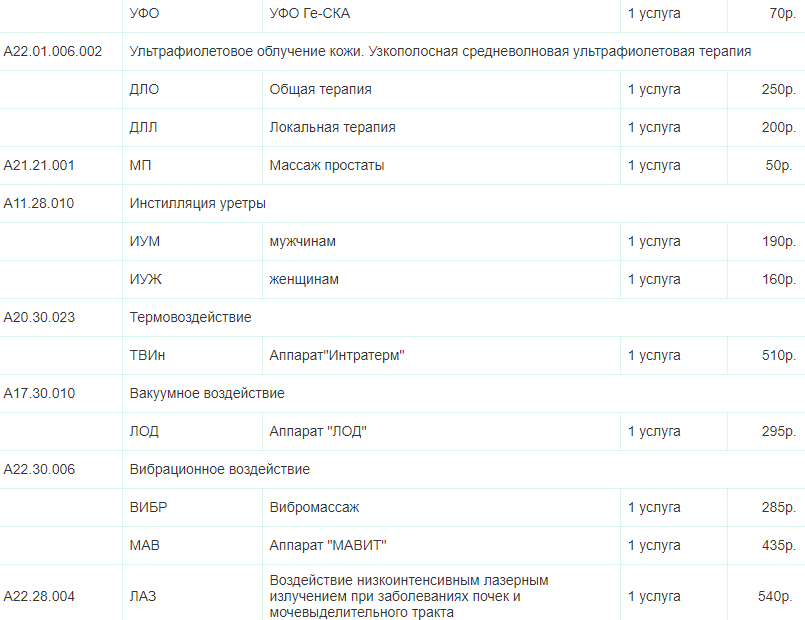 УФО УФО Ге-СКА 1 услуга 70р.
A22.01.006.002 Ультрафиолетовое облучение кожи. Узкополосная средневолновая ультрафиолетовая терапия
ДЛО Общая терапия 1 услуга 250р.
ДЛЛ Локальная терапия 1 услуга 200р.
A21.21.001 МП Массаж простаты 1 услуга 50р.
A11.28.010 Инстилляция уретры
ИУМ мужчинам 1 услуга 190р.
ИУЖ женщинам 1 услуга 160р.
A20.30.023 Термовоздействие
ТВИн Аппарат"Интратерм" 1 услуга 510р.
A17.30.010 Вакуумное воздействие
ЛОД Аппарат "ЛОД" 1 услуга 295р.
A22.30.006 Вибрационное воздействие
ВИБР Вибромассаж 1 услуга 285р.
МАВ Аппарат "МАВИТ" 1 услуга 435р.
A22.28.004 ЛАЗ Воздействие низкоинтенсивным лазерным
излучением при заболеваниях почек и 1 услуга 540р.
мочевыделительного тракта